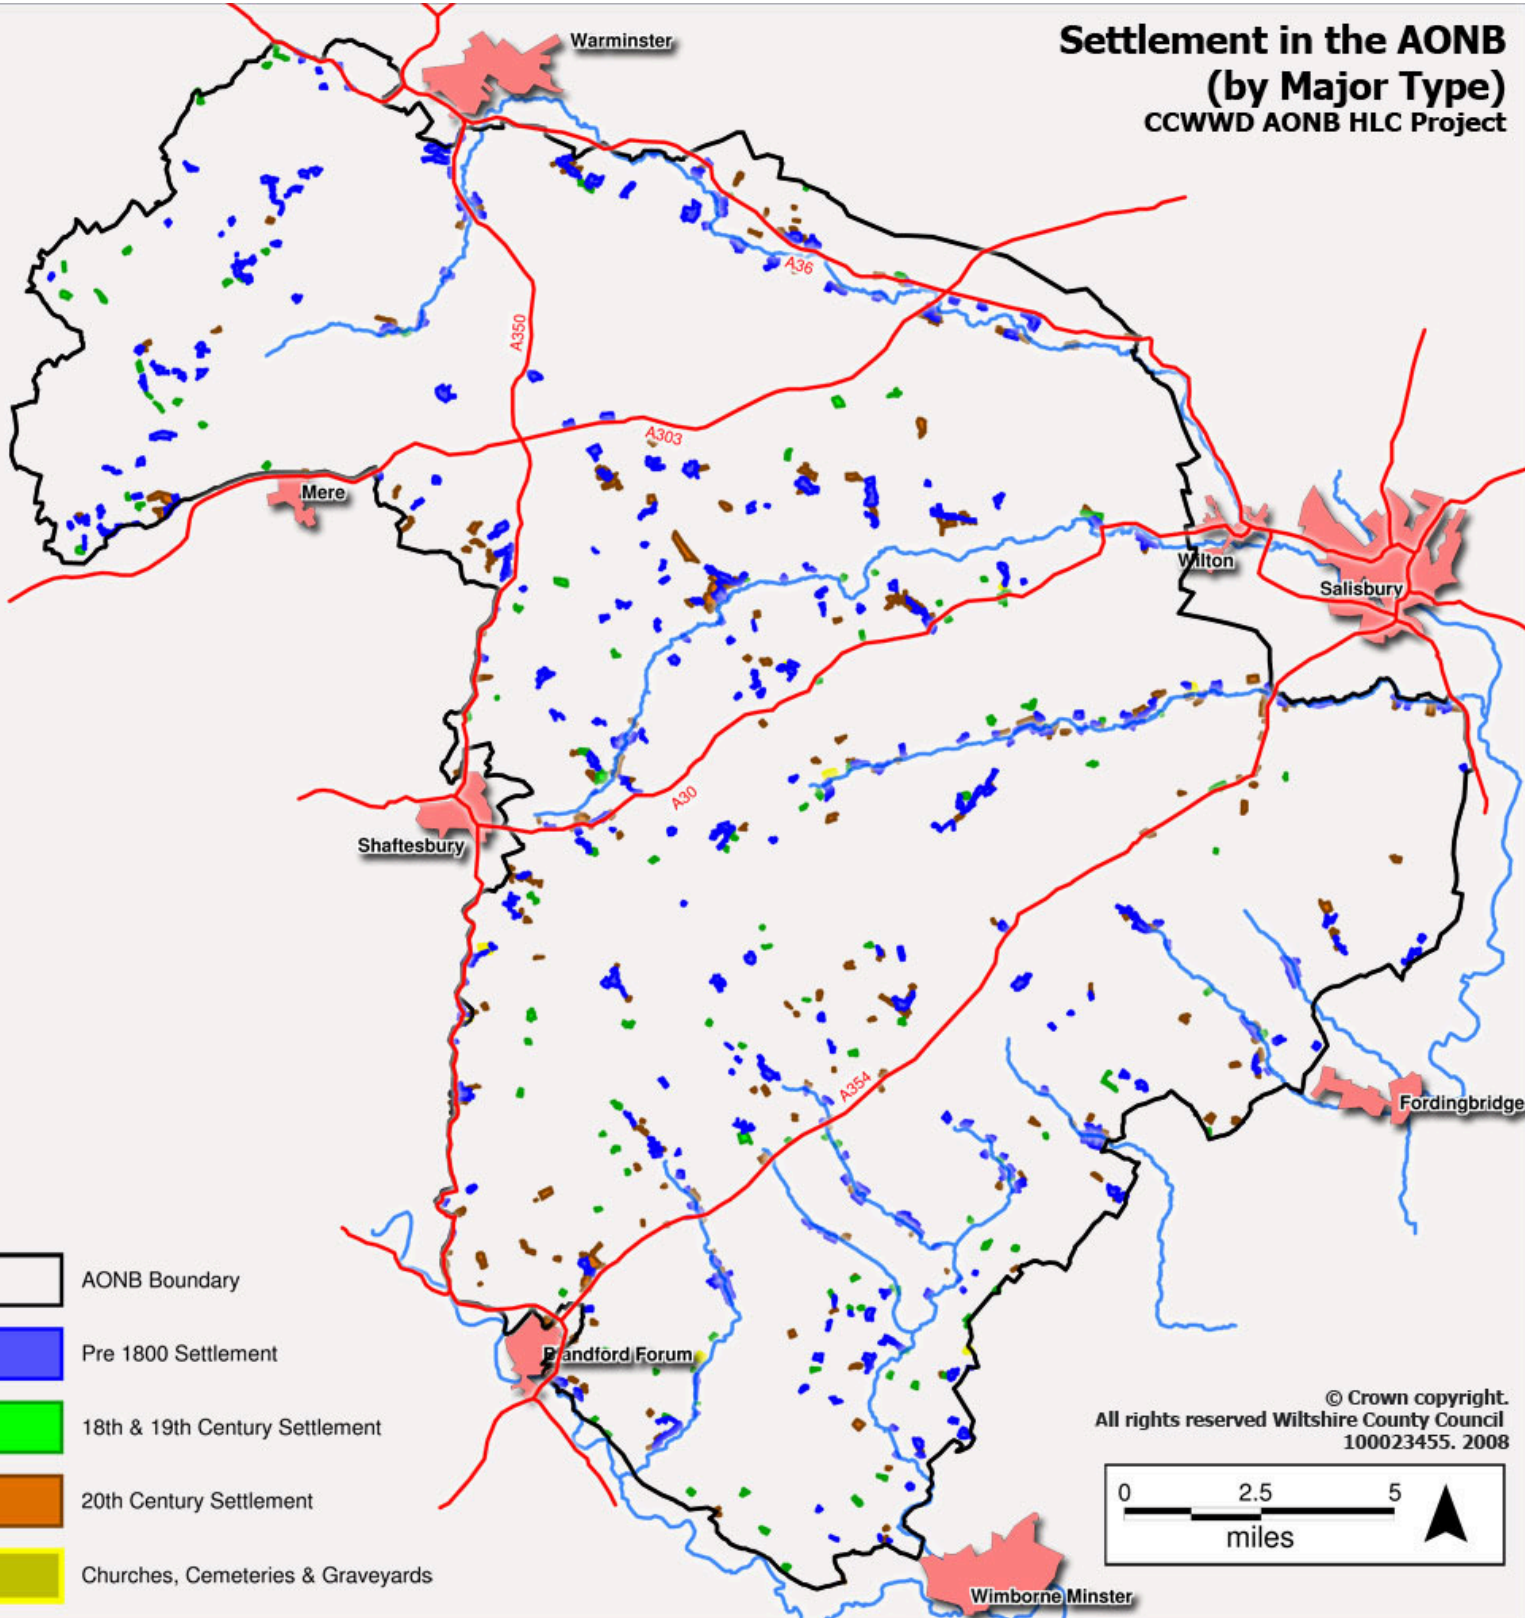 Settlement in the AONB
(by Major Type)
CCWWD AONB HLC Project
Warminster
A36
A350
A303
Mere
Wilton
Salisbury
A30
Shaftesbury
A354
Fordingbridge
Blandford Forum
Wimborne Minster
AONB Boundary
Pre 1800 Settlement
18th & 19th Century Settlement
20th Century Settlement
Churches, Cemeteries & Graveyards
© Crown copyright.
All rights reserved Wiltshire County Council
100023455. 2008
0 2.5 5
miles